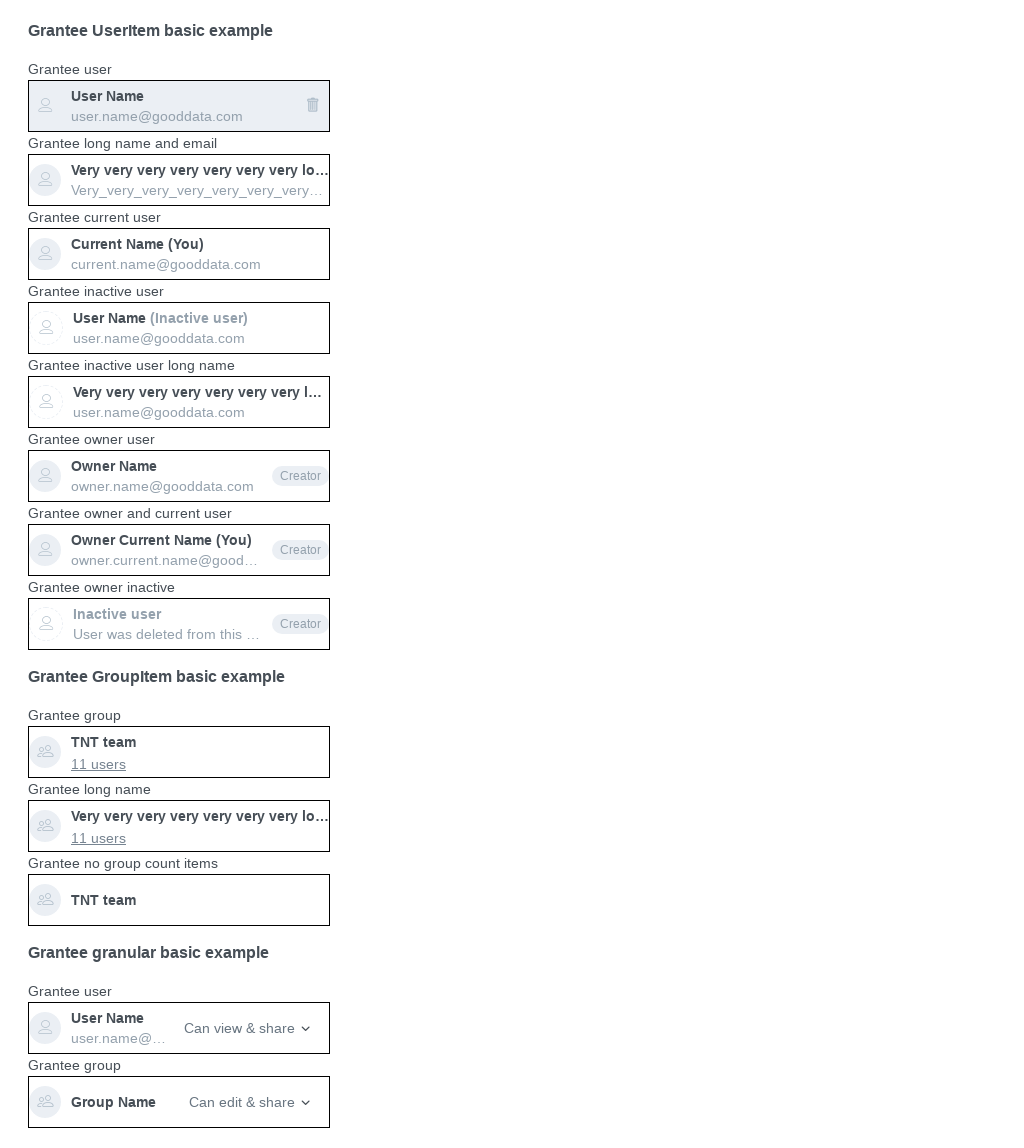 Grantee UserItem basic example
Grantee user
User Name
user.name@gooddata.com
Grantee long name and email
Very very very very very very very lo…
Very_very_very_very_very_very_very…
Grantee current user
Current Name (You)
current.name@gooddata.com
Grantee inactive user
User Name (Inactive user)
user.name@gooddata.com
Grantee inactive user long name
Very very very very very very very l…
user.name@gooddata.com
Grantee owner user
Owner Name
owner.name@gooddata.com
Creator
Grantee owner and current user
Owner Current Name (You)
owner.current.name@good…
Creator
Grantee owner inactive
Inactive user
User was deleted from this …
Creator
Grantee GroupItem basic example
Grantee group
TNT team
11 users
Grantee long name
Very very very very very very very lo…
11 users
Grantee no group count items
TNT team
Grantee granular basic example
Grantee user
User Name
user.name@…
Can view & share
Grantee group
Group Name
Can edit & share